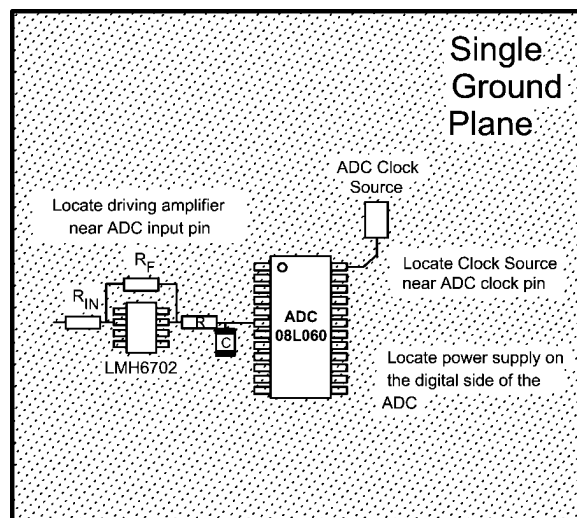 Single
Ground
Plane
ADC Clock
Source
Locate driving amplifier
near ADC input pin
RF
RIN
R
C
LMH6702
ADC
08L060
Locate Clock Source
near ADC clock pin
Locate power supply on
the digital side of the
ADC